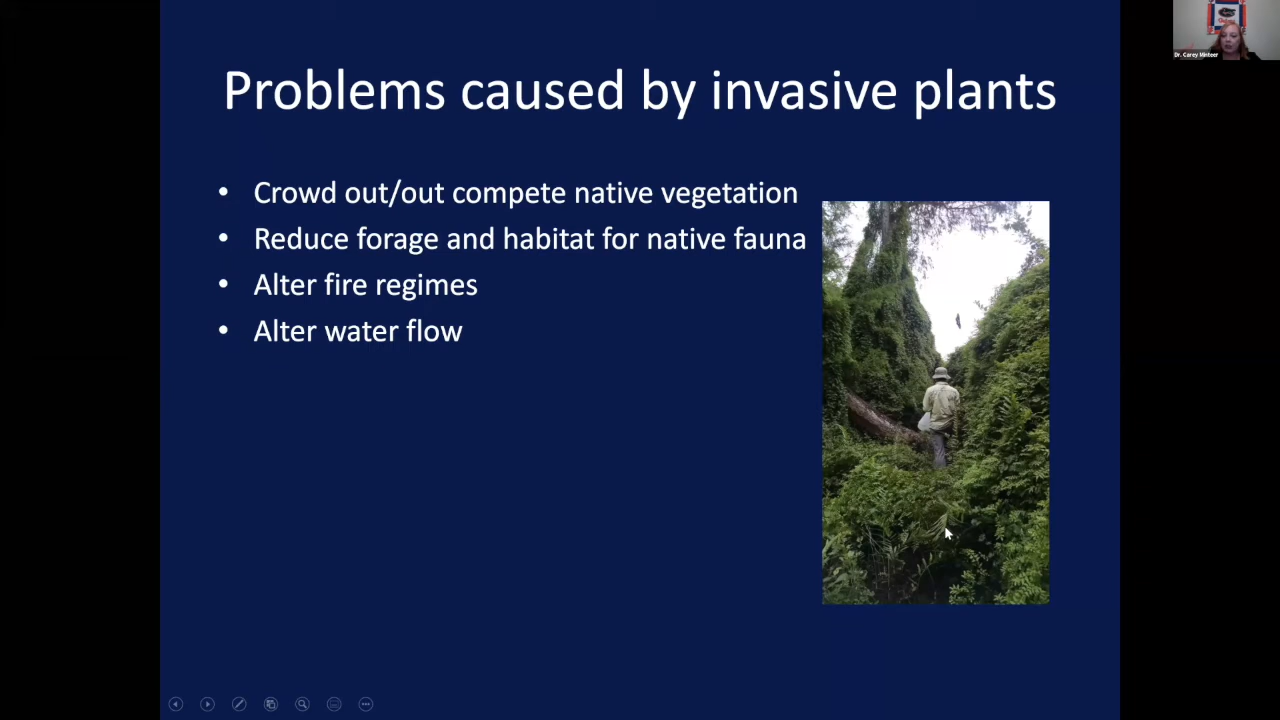 Problems caused by invasive plants
• Crowd out/out compete native vegetation
• Reduce forage and habitat for native fauna
• Alter fire regimes
• Alter water flow
Dr. Carey Minteer